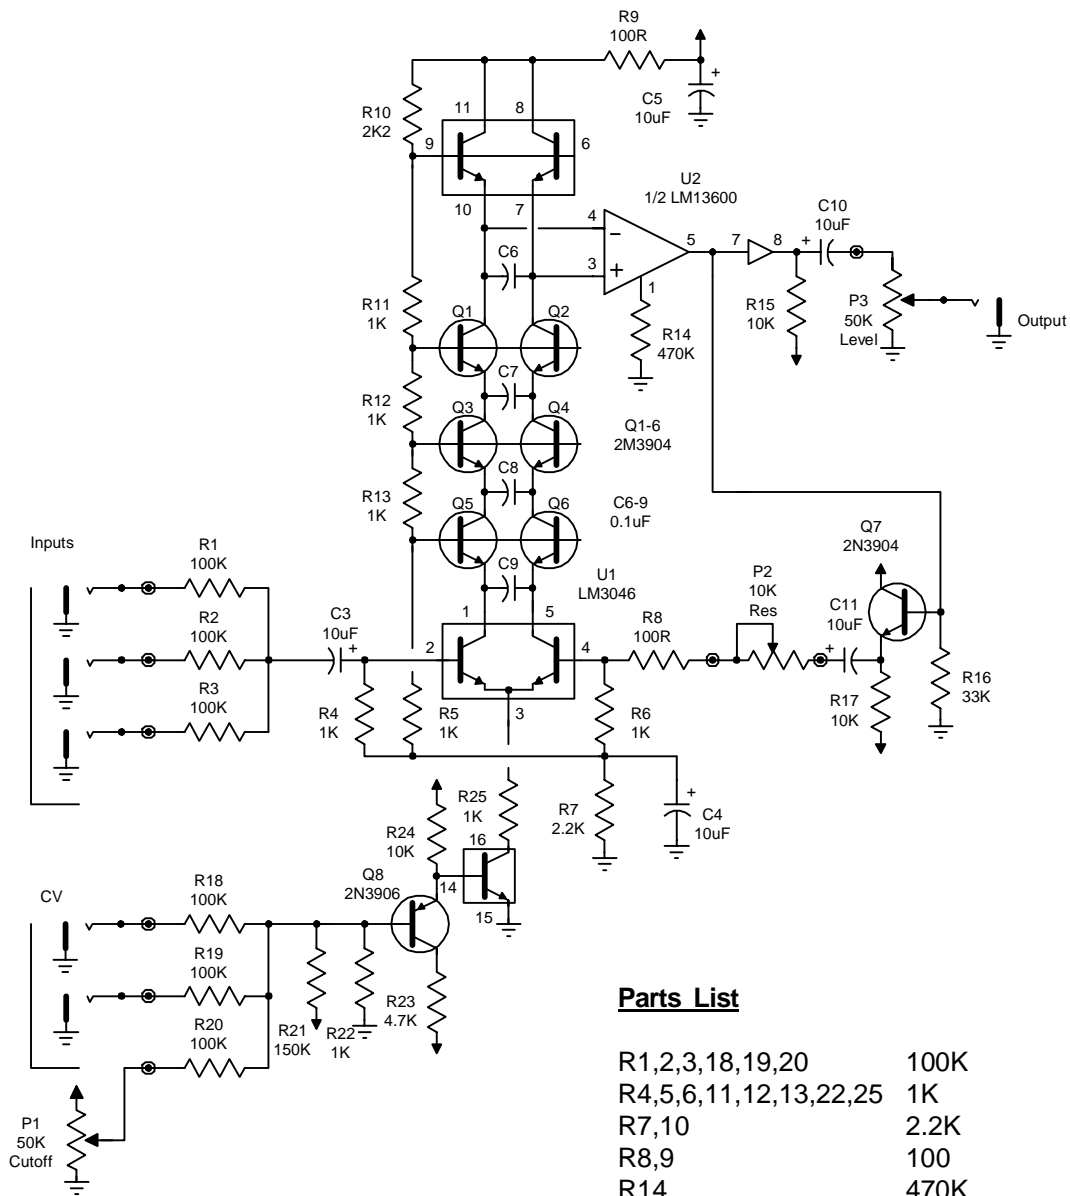 R9
100R
C5
10uF
+
R10
2K2
11
8
9
6
10
7
U2
1/2 LM13600
4
3
1
5
7
8
C10
10uF
+
C6
R11
1K
Q1
Q2
R14
470K
R15
10K
P3
50K
Level
Output
C7
R12
1K
Q3
Q4
Q1-6
2M3904
C8
R13
1K
Q5
Q6
C6-9
0.1uF
Q7
2N3904
Inputs
R1
100K
C9
U1
LM3046
P2
10K
Res
R2
100K
C3
10uF
+
1
5
2
4
3
R8
100R
C11
10uF
+
R3
100K
R4
1K
R5
1K
R6
1K
R17
10K
R16
33K
R25
1K
R7
2.2K
C4
10uF
+
R24
10K
16
14
15
Q8
2N3906
CV
R18
100K
R19
100K
R20
100K
R21
150K
R22
1K
R23
4.7K
P1
50K
Cutoff
Parts List
R1,2,3,18,19,20 100K
R4,5,6,11,12,13,22,25 1K
R7,10 2.2K
R8,9 100
R14 470K